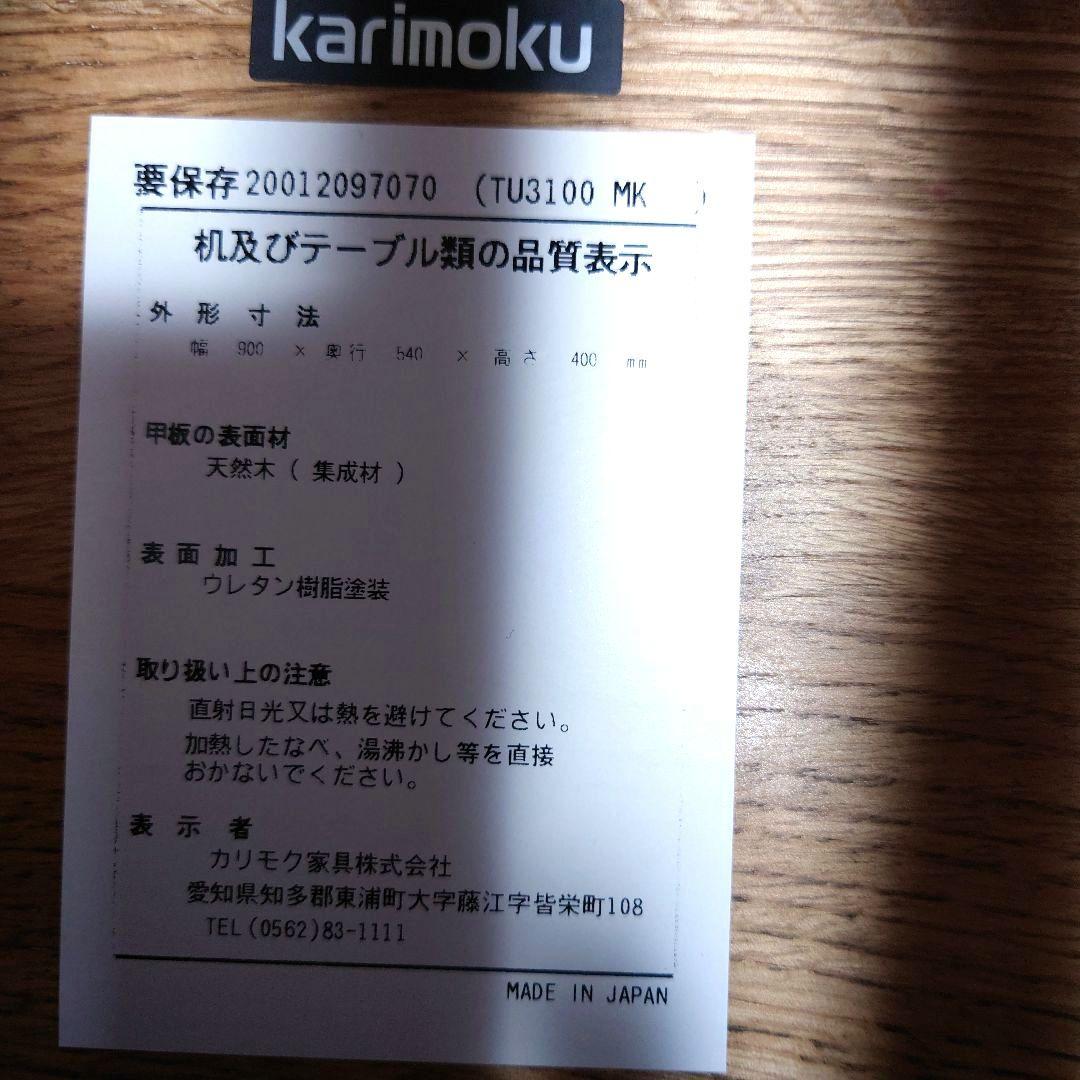 karimoku
要保存20012097070 (TU3100 MK )
机及びテーブル類の品質表示
外形寸法
幅 900 × 奥行 540 × 高さ 400 mm
甲板の表面材
天然木 ( 集成材 )
表面加工
ウレタン樹脂塗装
取り扱い上の注意
直射日光又は熱を避けてください。
加熱したなべ、湯沸かし等を直接
おかないでください。
表示者
カリモク家具株式会社
愛知県知多郡東浦町大字藤江字皆栄町108
TEL(0562)83-1111
MADE IN JAPAN